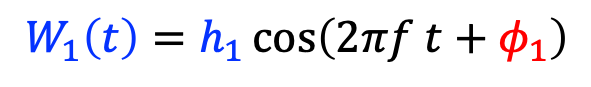 W₁(t) = h₁ cos(2πf t + ϕ₁)